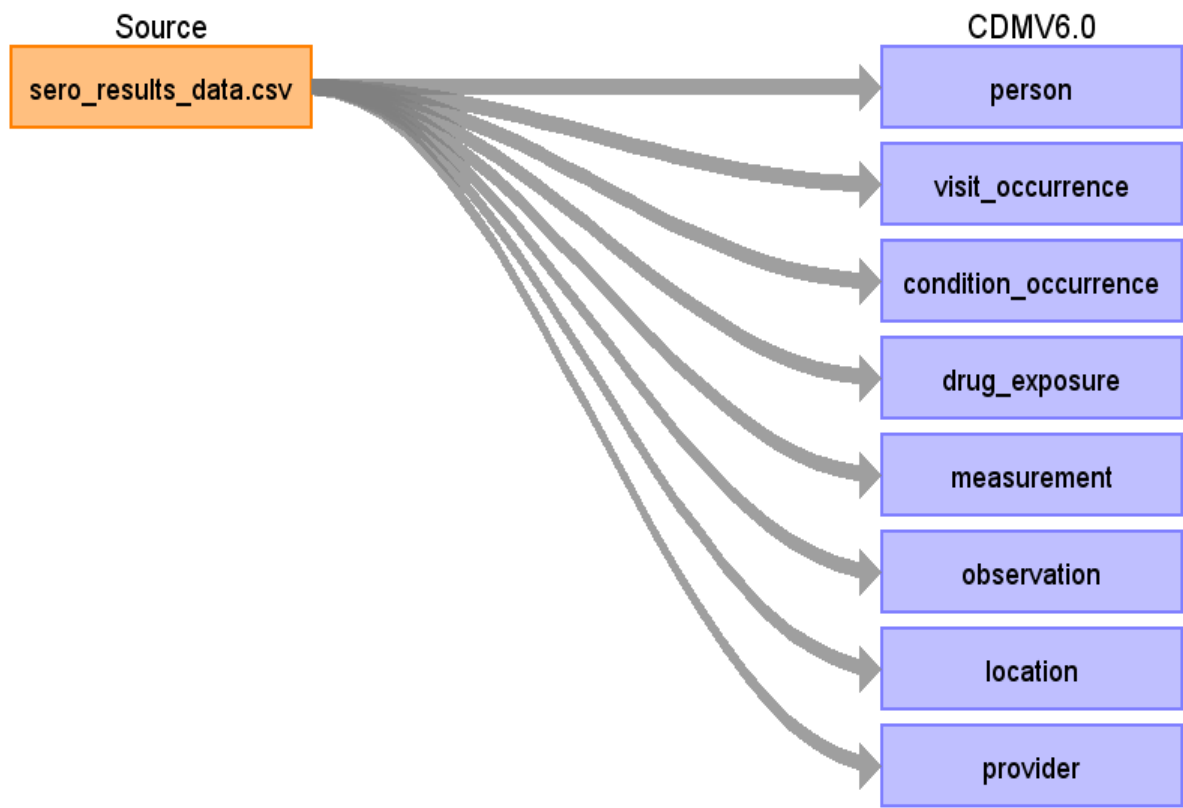 Source
CDMV6.0
sero_results_data.csv
person
visit_occurrence
condition_occurrence
drug_exposure
measurement
observation
location
provider